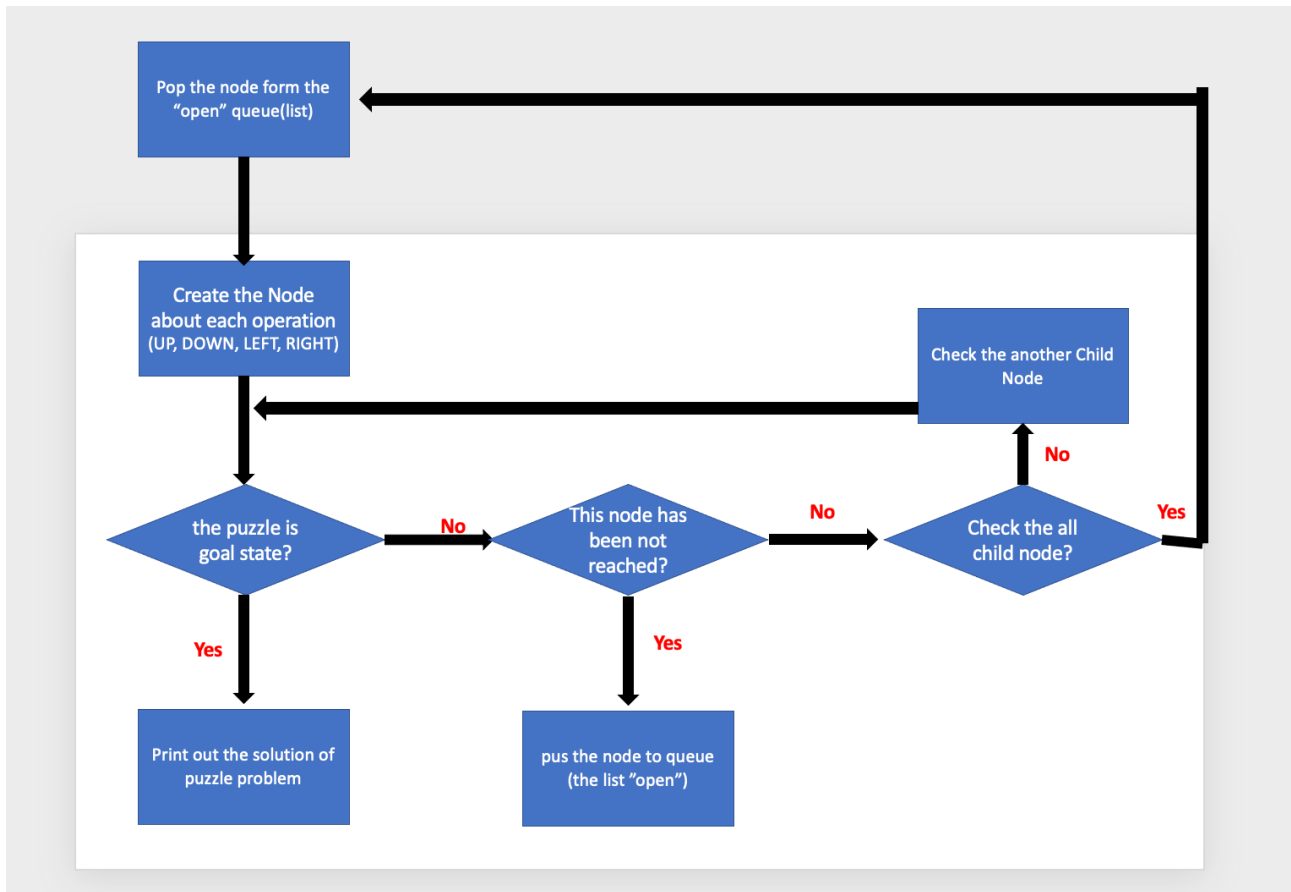 Pop the node form the
“open” queue(list)
Create the Node
about each operation
(UP, DOWN, LEFT, RIGHT)
Check the another Child
Node
No
the puzzle is
goal state?
No
This node has
been not
reached?
No
Check the all
child node?
Yes
Yes
Yes
Print out the solution of
puzzle problem
pus the node to queue
(the list ”open”)